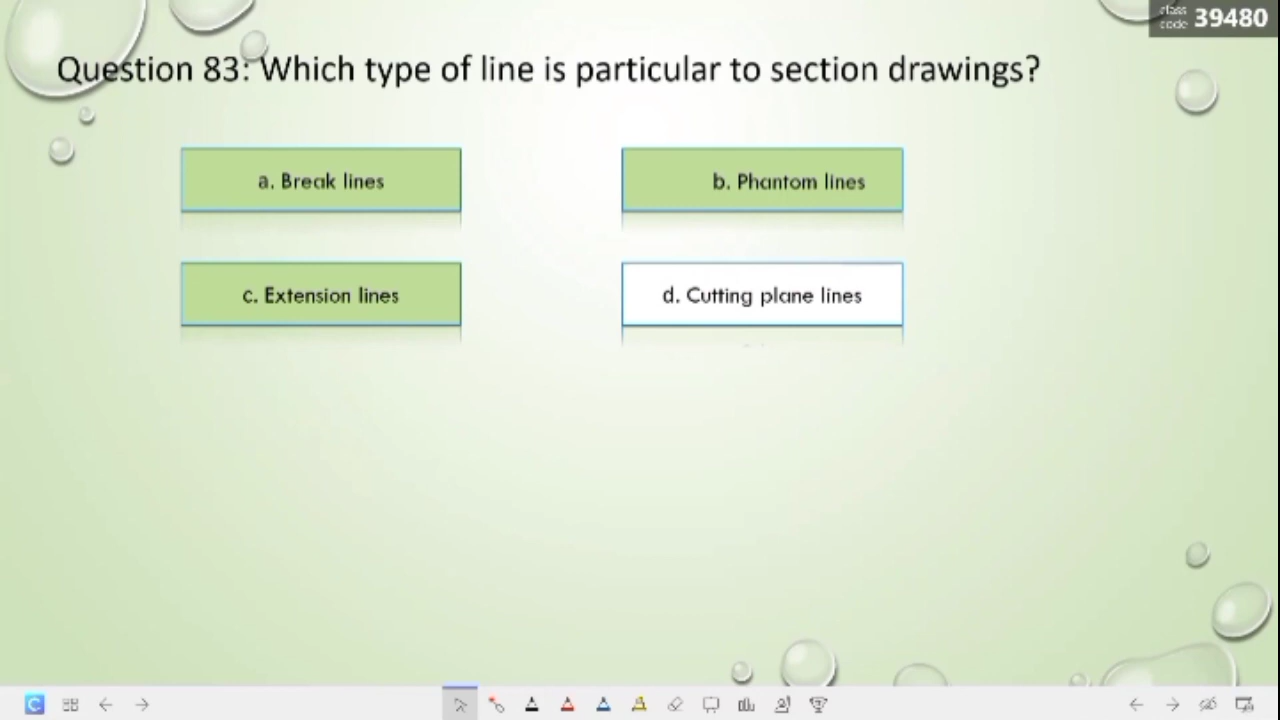 class code 39480
Question 83: Which type of line is particular to section drawings?
a. Break lines
b. Phantom lines
c. Extension lines
d. Cutting plane lines